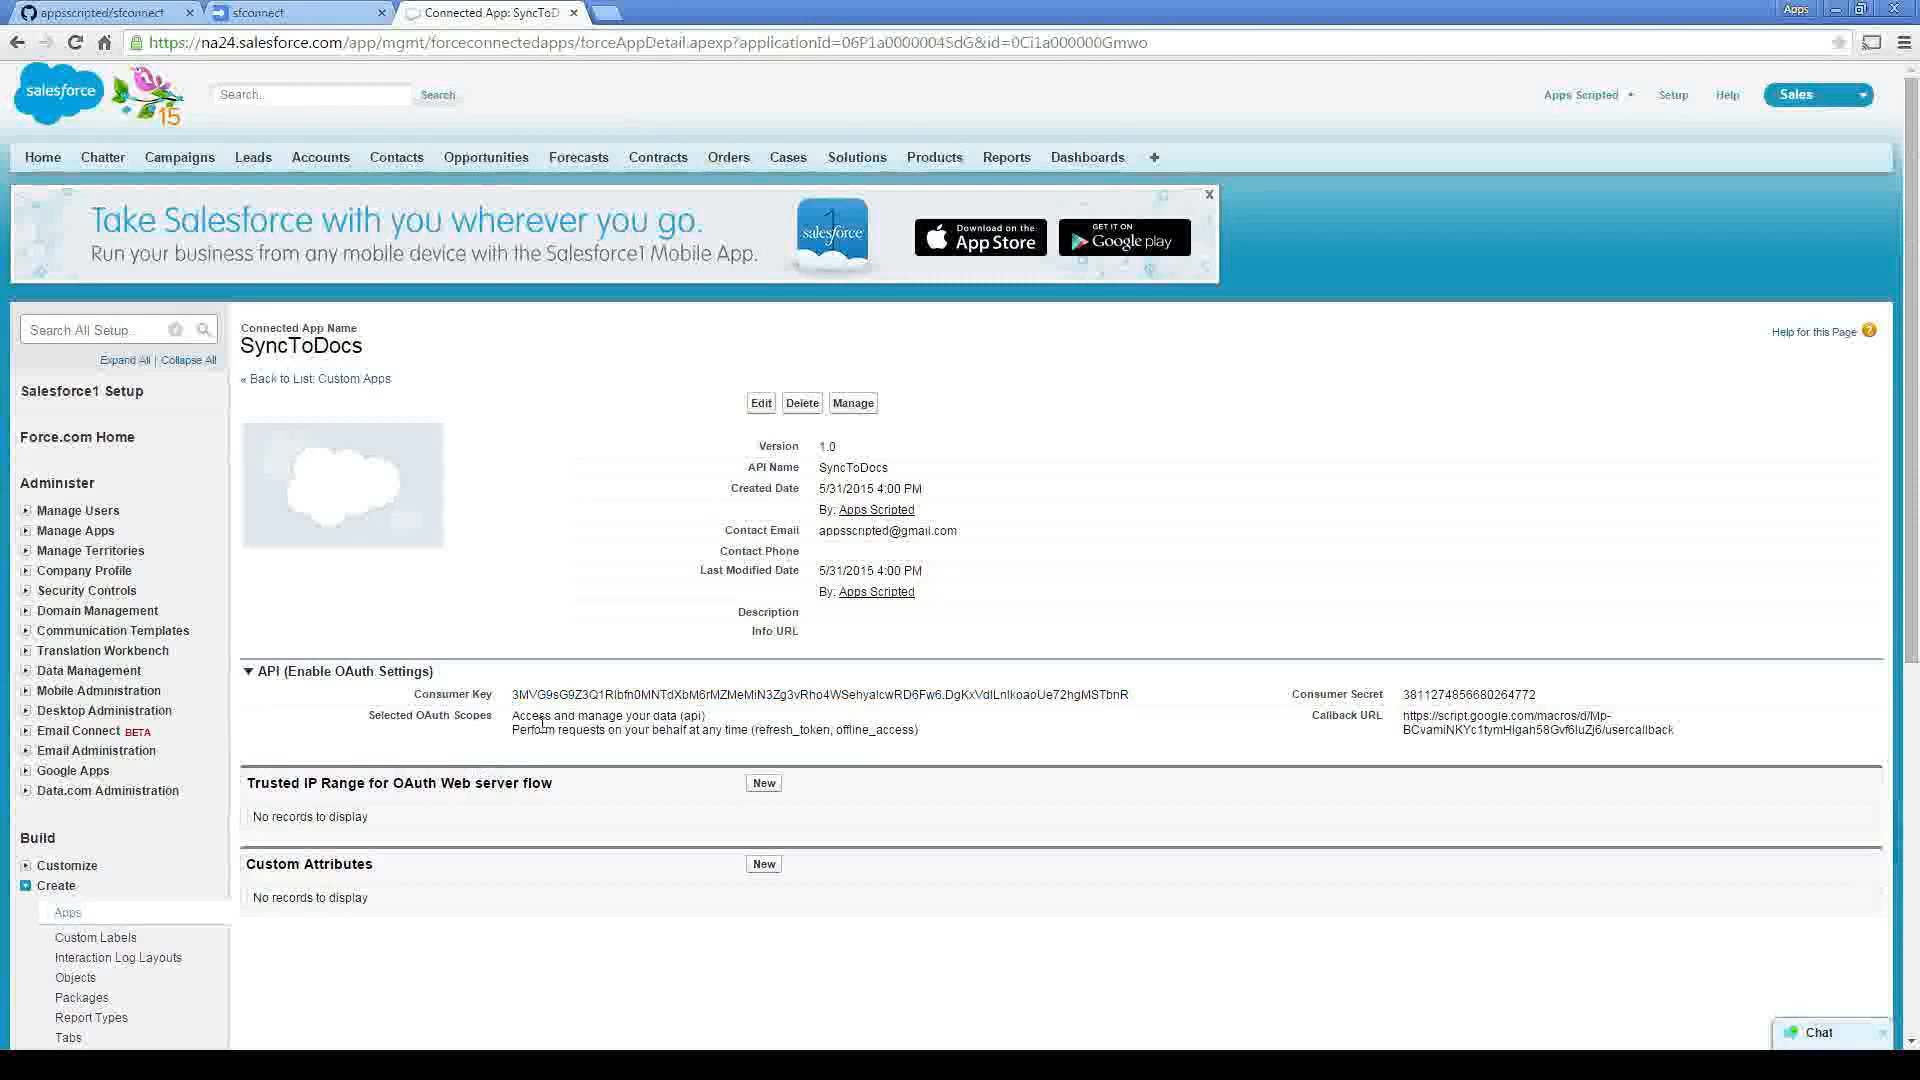 appsscripted/sfconnect
sfconnect
Connected App: SyncToD
Apps
https://na24.salesforce.com/app/mgmt/forceconnectedapps/forceAppDetail.apexp?applicationId=06P1a0000004SdG&id=0Ci1a000000Gmwo
salesforce
15
Search...
Search
Apps Scripted
Setup
Help
Sales
Home
Chatter
Campaigns
Leads
Accounts
Contacts
Opportunities
Forecasts
Contracts
Orders
Cases
Solutions
Products
Reports
Dashboards
+
Take Salesforce with you wherever you go.
Run your business from any mobile device with the Salesforce1 Mobile App.
1
salesforce
Download on the
App Store
GET IT ON
Google play
X
Search All Setup...
Expand All | Collapse All
Salesforce1 Setup
Force.com Home
Administer
Manage Users
Manage Apps
Manage Territories
Company Profile
Security Controls
Domain Management
Communication Templates
Translation Workbench
Data Management
Mobile Administration
Desktop Administration
Email Connect BETA
Email Administration
Google Apps
Data.com Administration
Build
Customize
Create
Apps
Custom Labels
Interaction Log Layouts
Objects
Packages
Report Types
Tabs
Connected App Name
SyncToDocs
Help for this Page ?
« Back to List: Custom Apps
Edit
Delete
Manage
Version 1.0
API Name SyncToDocs
Created Date 5/31/2015 4:00 PM
By: Apps Scripted
Contact Email appsscripted@gmail.com
Contact Phone
Last Modified Date 5/31/2015 4:00 PM
By: Apps Scripted
Description
Info URL
API (Enable OAuth Settings)
Consumer Key
Consumer Secret 3811274856680264772
Selected OAuth Scopes Access and manage your data (api)
Perform requests on your behalf at any time (refresh_token, offline_access)
Callback URL https://script.google.com/macros/d/Mp-
Trusted IP Range for OAuth Web server flow
New
No records to display
Custom Attributes
New
No records to display
Chat